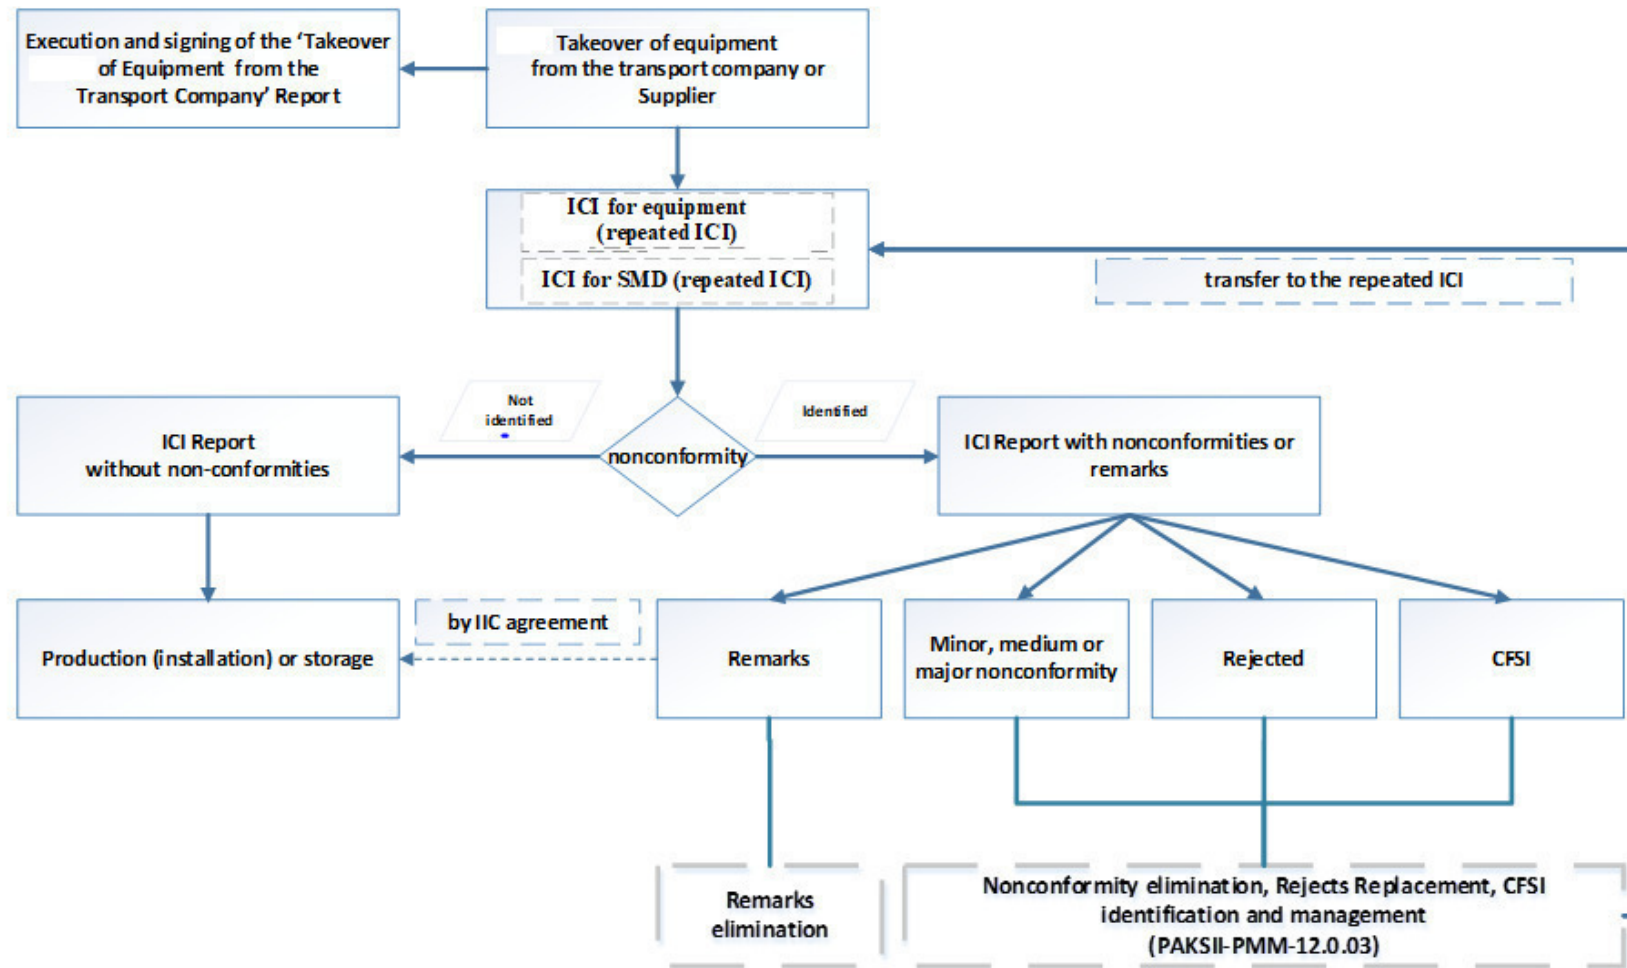 Execution and signing of the ‘Takeover
of Equipment from the
Transport Company’ Report
Takeover of equipment
from the transport company or
Supplier
ICI for equipment
(repeated ICI)
ICI for SMD (repeated ICI)
transfer to the repeated ICI
Not
identified
Identified
ICI Report
without non-conformities
nonconformity
ICI Report with nonconformities or
remarks
by IIC agreement
Production (installation) or storage
Remarks
Minor, medium or
major nonconformity
Rejected
CFSI
Remarks
elimination
Nonconformity elimination, Rejects Replacement, CFSI
identification and management
(PAKSII-PMM-12.0.03)